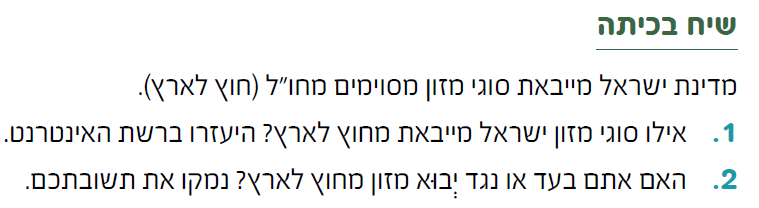 שיח בכיתה
מדינת ישראל מייבאת סוגי מזון מסוימים מחו״ל (חוץ לארץ).
1. אילו סוגי מזון ישראל מייבאת מחוץ לארץ? היעזרו ברשת האינטרנט.
2. האם אתם בעד או נגד יְבוּא מזון מחוץ לארץ? נמקו את תשובתכם.